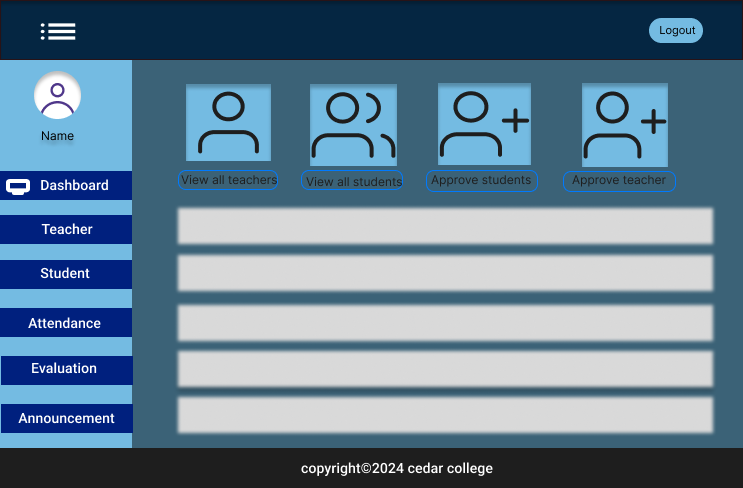 Logout
Name
Dashboard
Teacher
Student
Attendance
Evaluation
Announcement
View all teachers
View all students
Approve students
Approve teacher
copyright©2024 cedar college